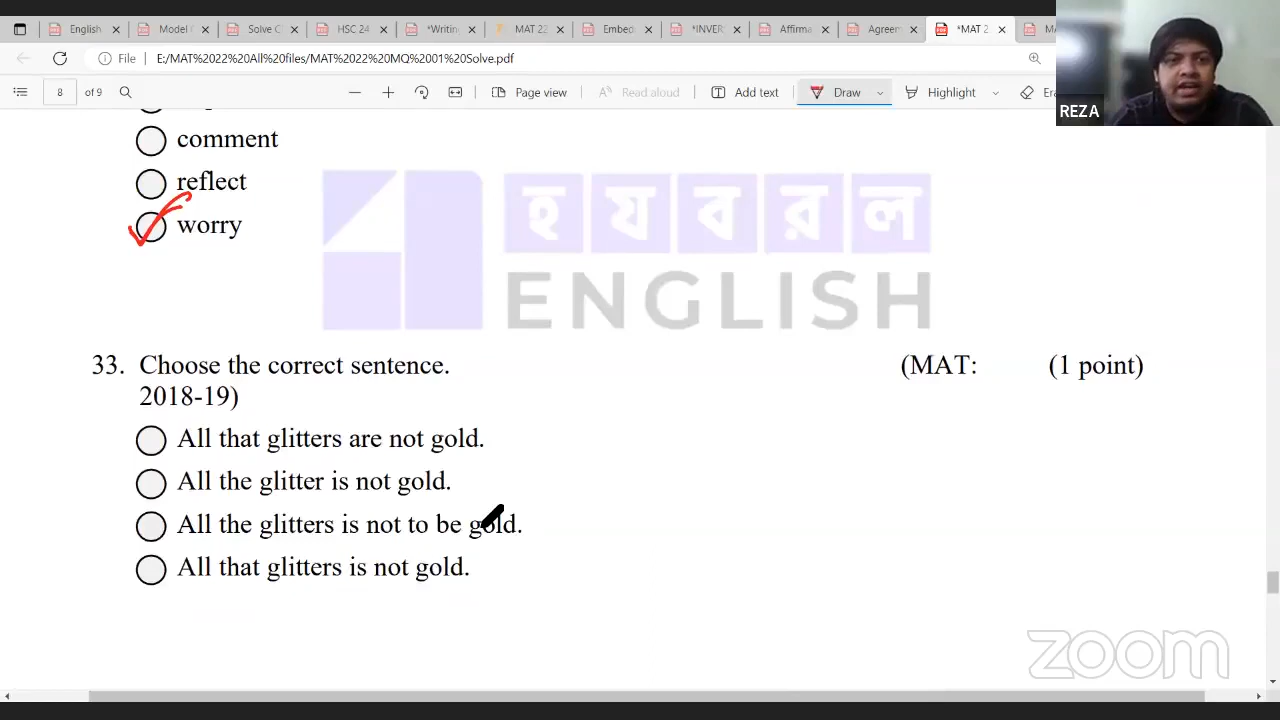 English
Model
Solve C
HSC 24
*Writing
MAT 22
Embed
*INVER
Affirma
Agreem
*MAT 2
File E:/MAT%2022%20All%20files/MAT%2022%20MQ%2001%20Solve.pdf
8 of 9
Page view
Read aloud
Add text
Draw
Highlight
REZA
comment
reflect
worry
হ য ব র ল
ENGLISH
33. Choose the correct sentence. (MAT: (1 point)
2018-19)
All that glitters are not gold.
All the glitter is not gold.
All the glitters is not to be gold.
All that glitters is not gold.
zoom